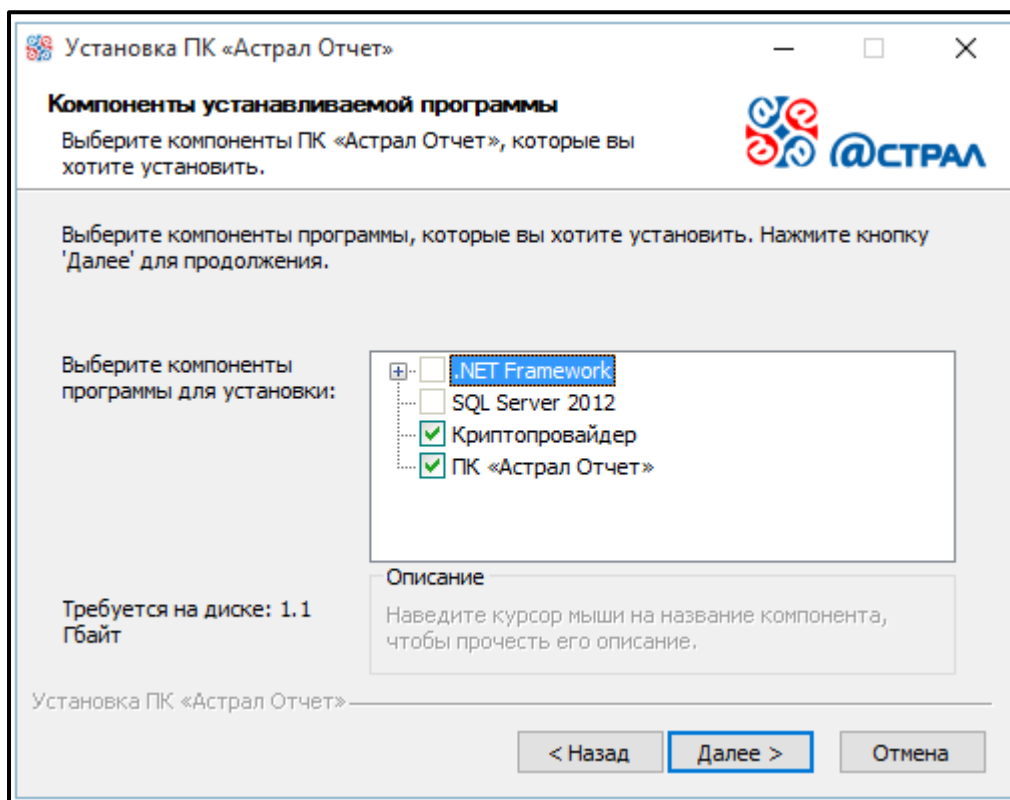 Установка ПК «Астрал Отчет»
Компоненты устанавливаемой программы
Выберите компоненты ПК «Астрал Отчет», которые вы
хотите установить.
@СТРАЛ
Выберите компоненты программы, которые вы хотите установить. Нажмите кнопку
'Далее' для продолжения.
Выберите компоненты
программы для установки:
.NET Framework
SQL Server 2012
Криптопровайдер
ПК «Астрал Отчет»
Описание
Наведите курсор мыши на название компонента,
чтобы прочесть его описание.
Требуется на диске: 1.1
Гбайт
Установка ПК «Астрал Отчет»
< Назад
Далее >
Отмена